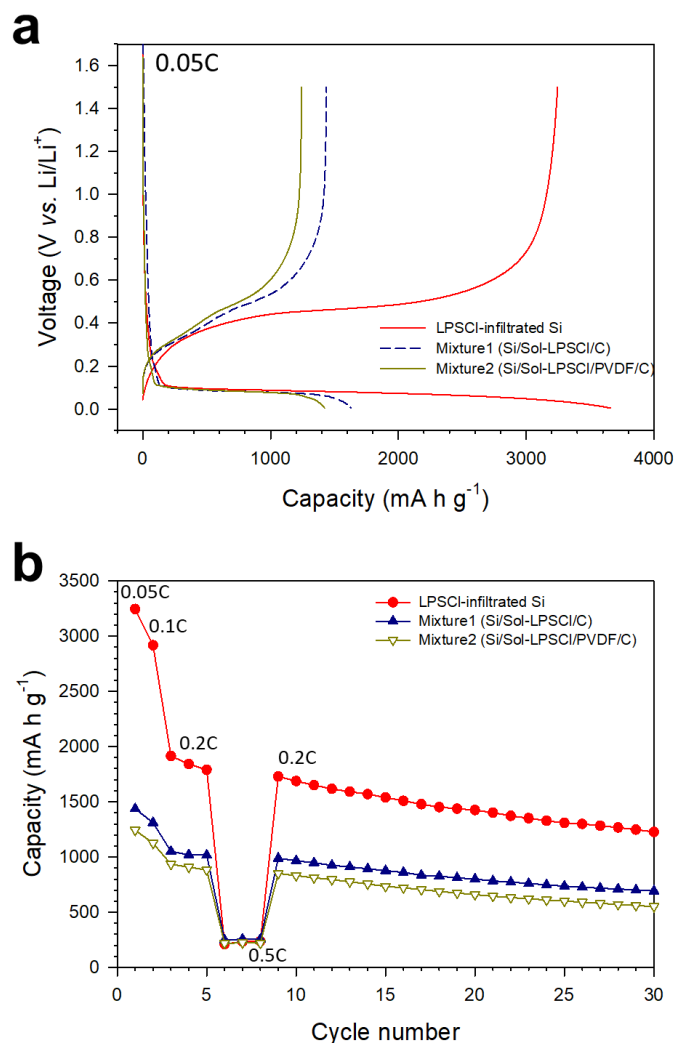 a
0.05C
1.6
1.4
1.2
1.0
0.8
0.6
0.4
0.2
0.0
Voltage (V vs. Li/Li⁺)
LPSCl-infiltrated Si
Mixture1 (Si/Sol-LPSCl/C)
Mixture2 (Si/Sol-LPSCl/PVDF/C)
0 1000 2000 3000 4000
Capacity (mA h g⁻¹)
b
3500
3000
2500
2000
1500
1000
500
0
Capacity (mA h g⁻¹)
0.05C
0.1C
0.2C
0.2C
0.5C
LPSCl-infiltrated Si
Mixture1 (Si/Sol-LPSCl/C)
Mixture2 (Si/Sol-LPSCl/PVDF/C)
0 5 10 15 20 25 30
Cycle number